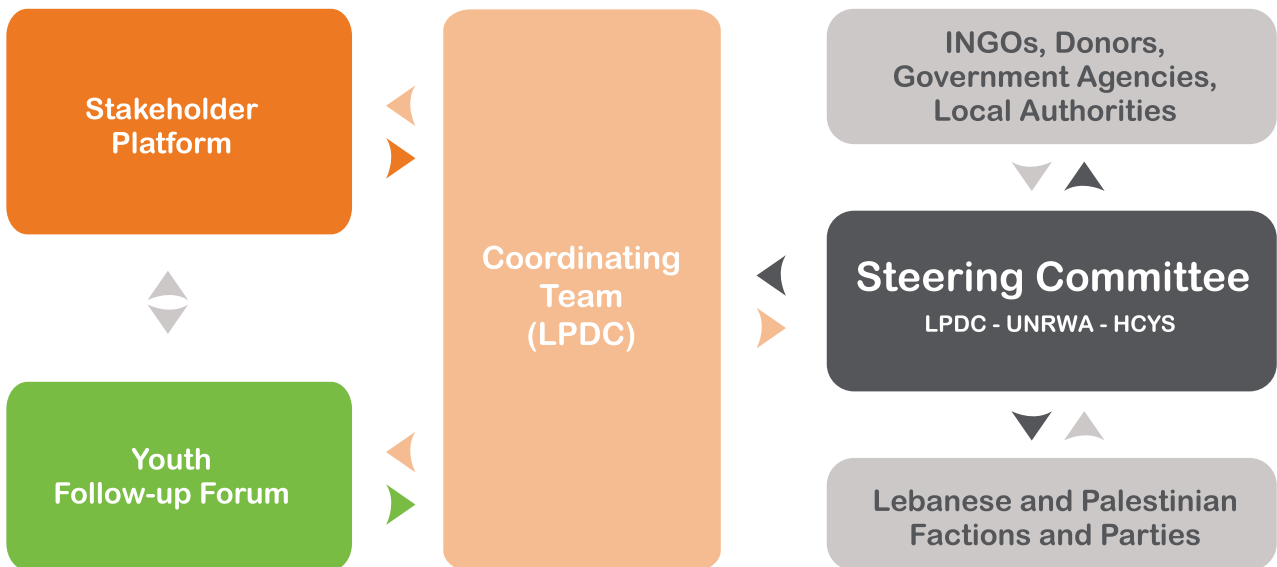 Stakeholder
Platform
Youth
Follow-up Forum
Coordinating
Team
(LPDC)
INGOs, Donors,
Government Agencies,
Local Authorities
Steering Committee
LPDC - UNRWA - HCYS
Lebanese and Palestinian
Factions and Parties